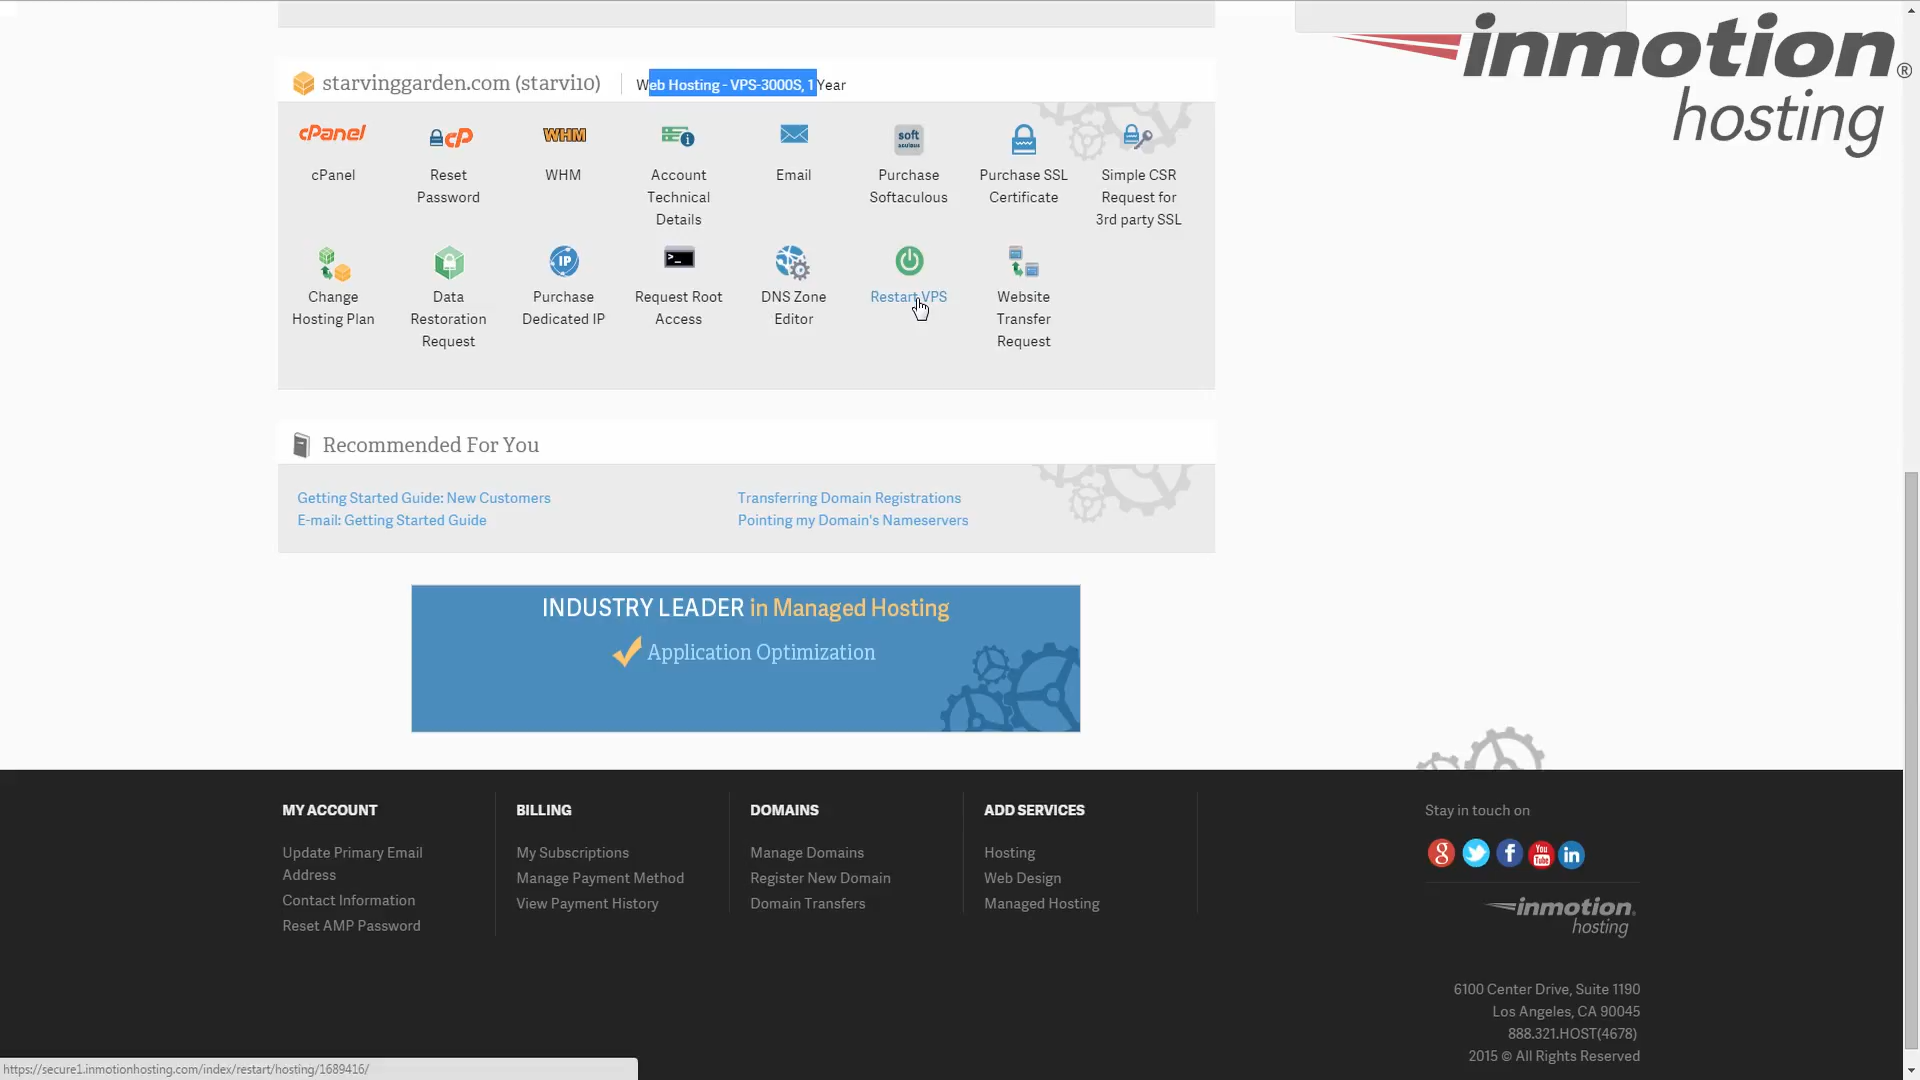 inmotion®
hosting
starvinggarden.com (starvi10)
Web Hosting - VPS-3000S, 1 Year
cPanel
cP
WHM
soft
aculous
cPanel
Reset
Password
WHM
Account
Technical
Details
Email
Purchase
Softaculous
Purchase SSL
Certificate
Simple CSR
Request for
3rd party SSL
IP
>_
Change
Hosting Plan
Data
Restoration
Request
Purchase
Dedicated IP
Request Root
Access
DNS Zone
Editor
Restart VPS
Website
Transfer
Request
Recommended For You
Getting Started Guide: New Customers
E-mail: Getting Started Guide
Transferring Domain Registrations
Pointing my Domain's Nameservers
INDUSTRY LEADER in Managed Hosting
Application Optimization
MY ACCOUNT
Update Primary Email
Address
Contact Information
Reset AMP Password
BILLING
My Subscriptions
Manage Payment Method
View Payment History
DOMAINS
Manage Domains
Register New Domain
Domain Transfers
ADD SERVICES
Hosting
Web Design
Managed Hosting
Stay in touch on
g
f
You
Tube
in
inmotion.
hosting
6100 Center Drive, Suite 1190
Los Angeles, CA 90045
888.321.HOST(4678)
2015 © All Rights Reserved
https://secure1.inmotionhosting.com/index/restart/hosting/1689416/